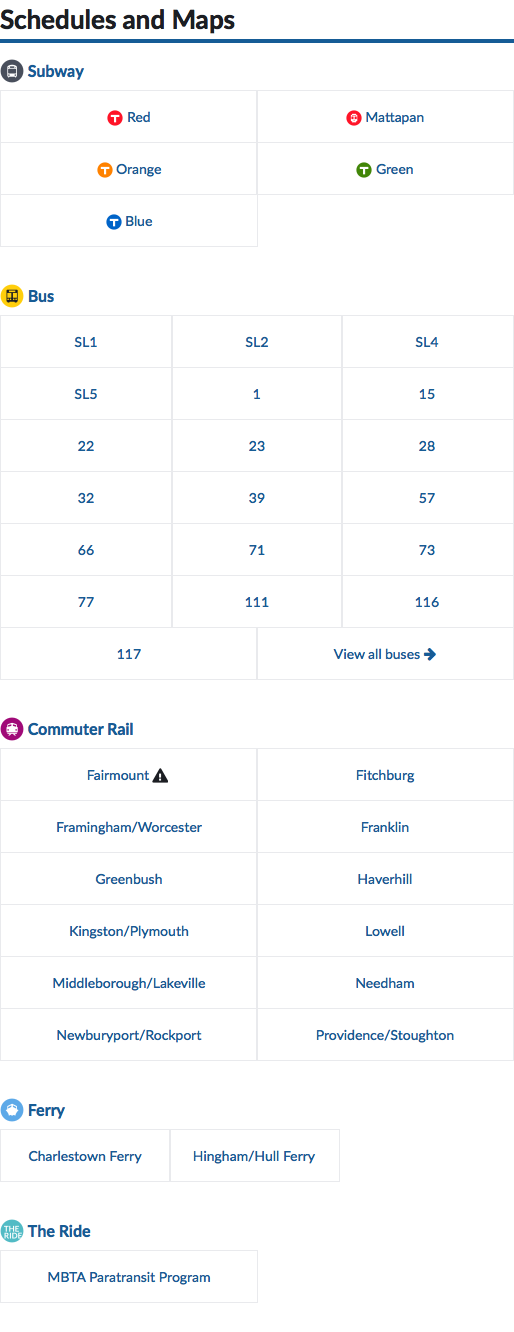 Schedules and Maps
Subway
T Red
Mattapan
T Orange
T Green
T Blue
Bus
SL1 SL2 SL4
SL5 1 15
22 23 28
32 39 57
66 71 73
77 111 116
117 View all buses
Commuter Rail
Fairmount Fitchburg
Framingham/Worcester Franklin
Greenbush Haverhill
Kingston/Plymouth Lowell
Middleborough/Lakeville Needham
Newburyport/Rockport Providence/Stoughton
Ferry
Charlestown Ferry Hingham/Hull Ferry
THE RIDE The Ride
MBTA Paratransit Program